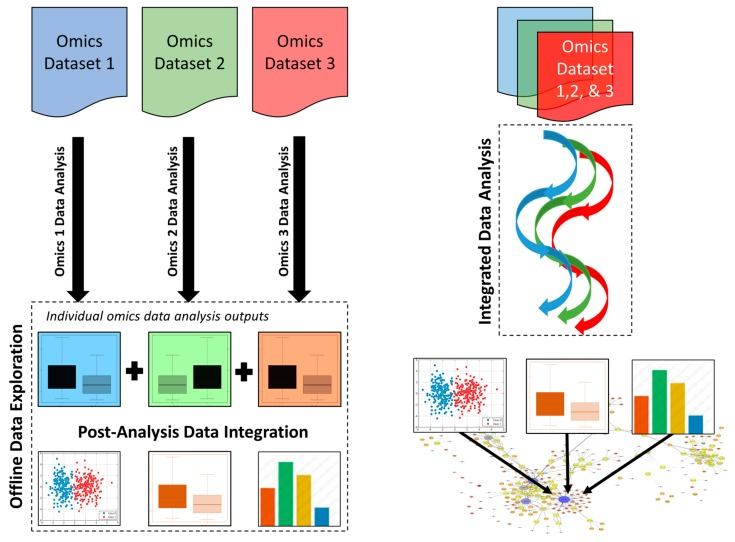 Omics
Dataset 1
Omics
Dataset 2
Omics
Dataset 3
Omics 1 Data Analysis
Omics 2 Data Analysis
Omics 3 Data Analysis
Offline Data Exploration
Individual omics data analysis outputs
Post-Analysis Data Integration
Omics
Dataset
1,2, & 3
Integrated Data Analysis